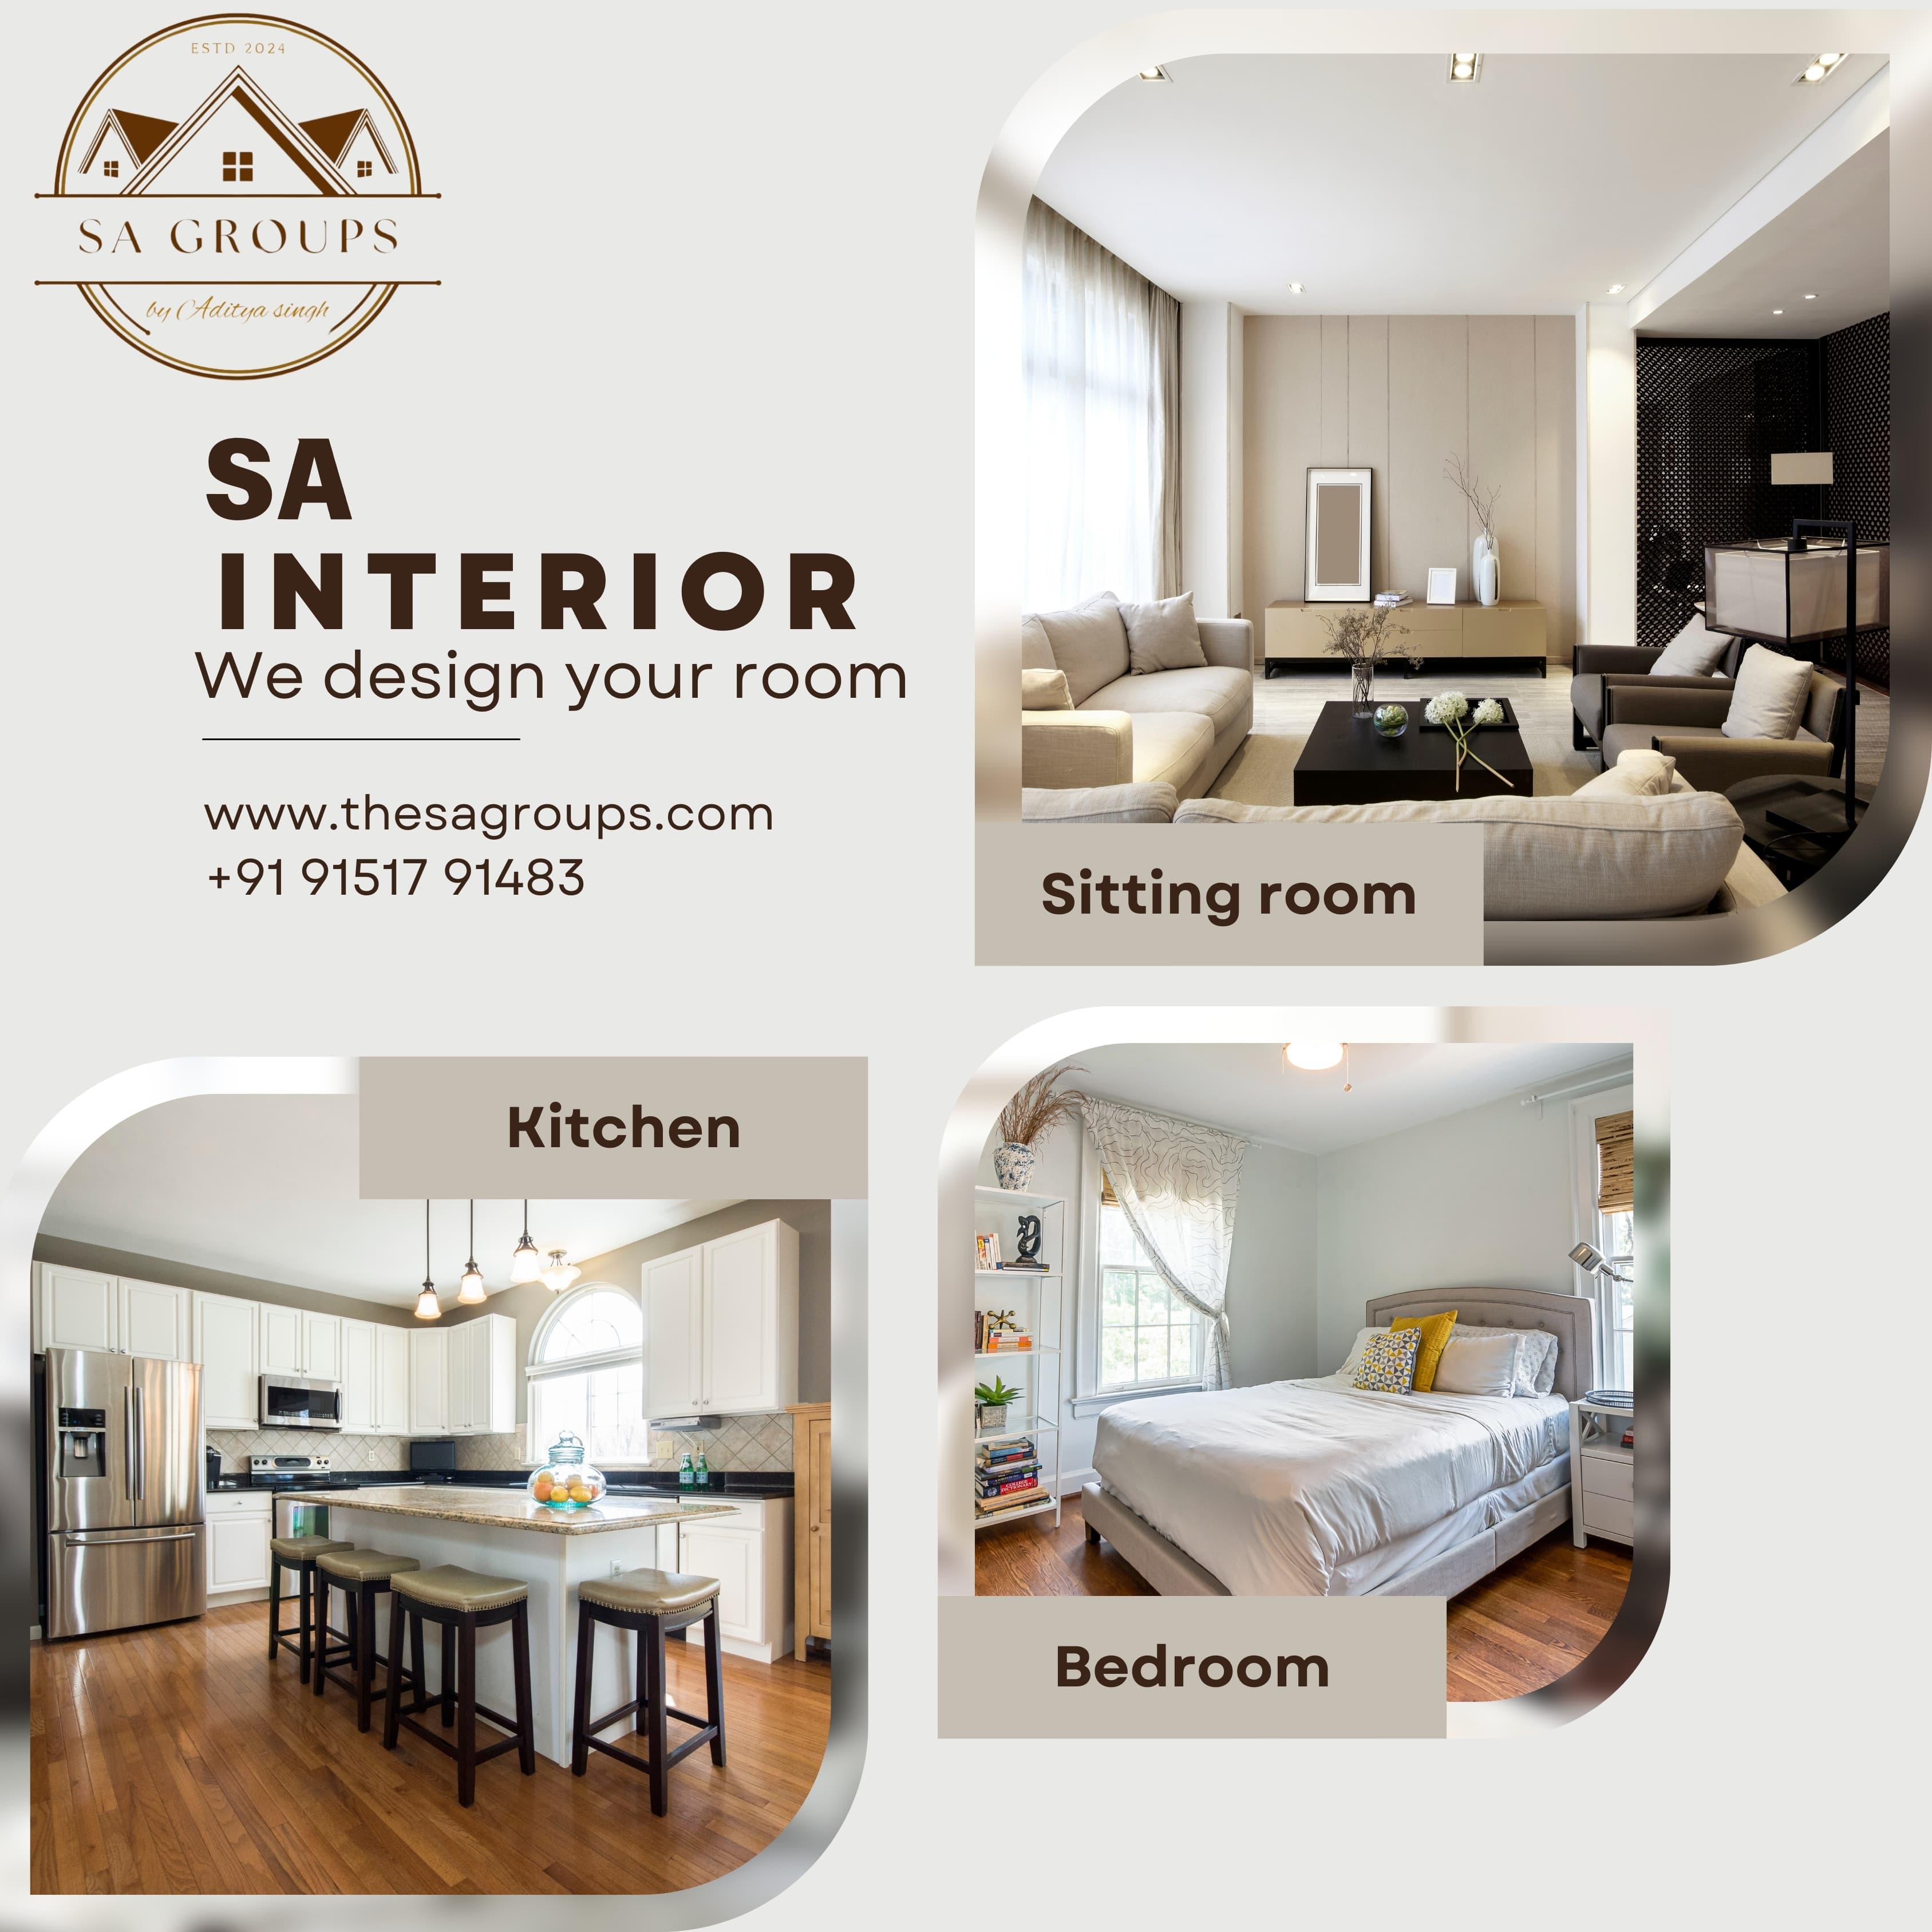 ESTD 2024
SA GROUPS
by Aditya singh
SA
INTERIOR
We design your room
www.thesagroups.com
+91 91517 91483
Sitting room
Kitchen
Bedroom